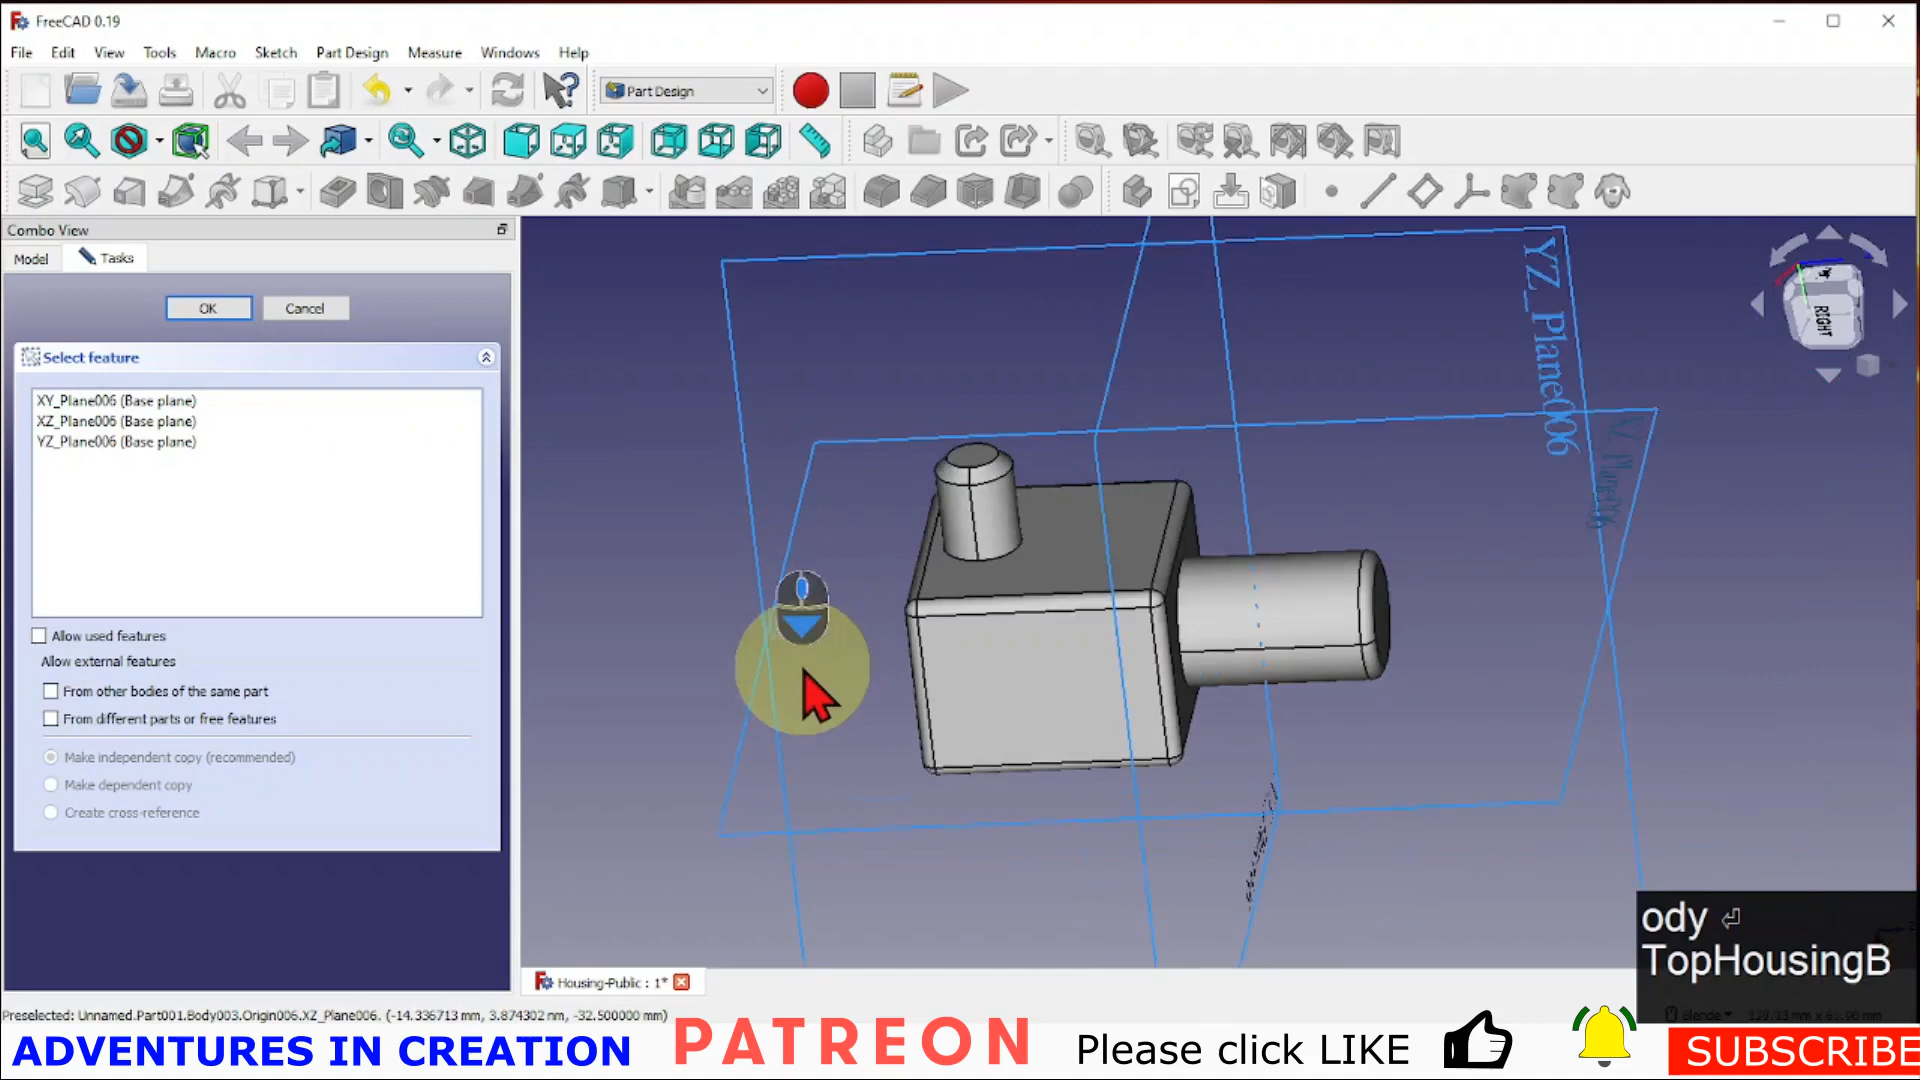 FreeCAD 0.19
File Edit View Tools Macro Sketch Part Design Measure Windows Help
Part Design
Combo View
Model Tasks
OK Cancel
Select feature
XY_Plane006 (Base plane)
XZ_Plane006 (Base plane)
YZ_Plane006 (Base plane)
Allow used features
Allow external features
From other bodies of the same part
From different parts or free features
Make independent copy (recommended)
Make dependent copy
Create cross-reference
YZ_Plane006
XZ_Plane006
RIGHT
ody ⏎
TopHousingB
Housing-Public : 1*
Preselected: Unnamed.Part001.Body003.Origin006.XZ_Plane006. (-14.336713 mm, 3.874302 nm, -32.500000 mm)
Blende
ADVENTURES IN CREATION PATREON Please click LIKE SUBSCRIBE